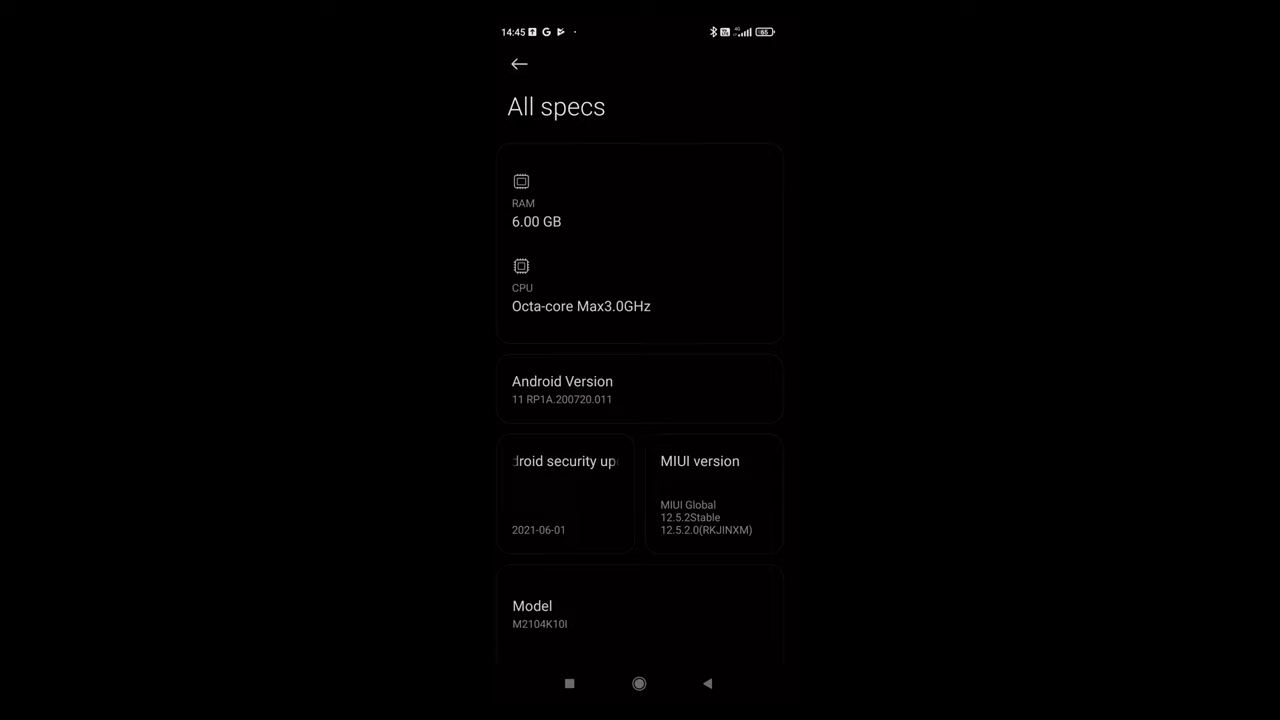 14:45
65
All specs
RAM
6.00 GB
CPU
Octa-core Max3.0GHz
Android Version
11 RP1A.200720.011
droid security up
2021-06-01
MIUI version
MIUI Global
12.5.2Stable
12.5.2.0(RKJINXM)
Model
M2104K10I